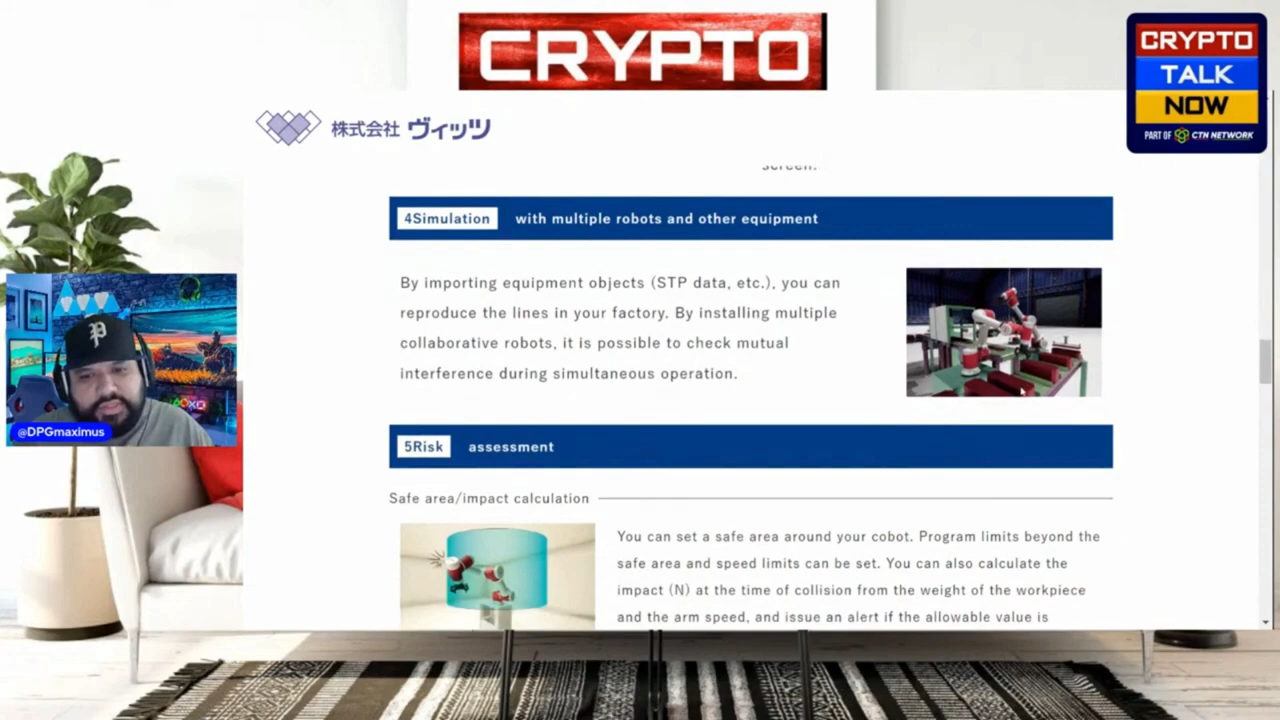 CRYPTO
CRYPTO
TALK
NOW
PART OF CTN NETWORK
株式会社 ヴィッツ
screen.
4Simulation with multiple robots and other equipment
By importing equipment objects (STP data, etc.), you can
reproduce the lines in your factory. By installing multiple
collaborative robots, it is possible to check mutual
interference during simultaneous operation.
5Risk assessment
Safe area/impact calculation
You can set a safe area around your cobot. Program limits beyond the
safe area and speed limits can be set. You can also calculate the
impact (N) at the time of collision from the weight of the workpiece
and the arm speed, and issue an alert if the allowable value is
P
@DPGmaximus